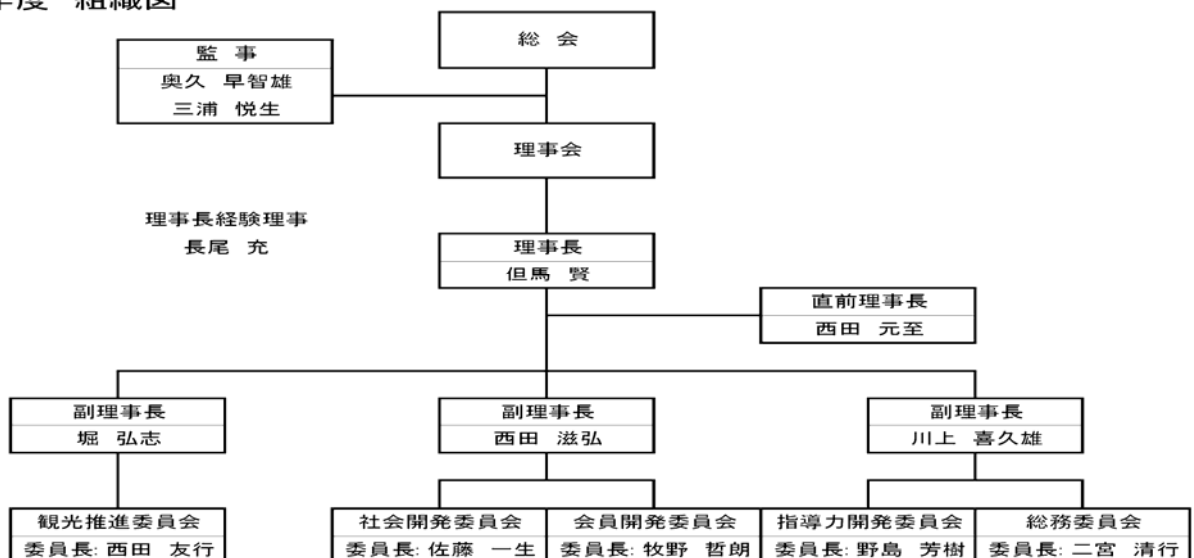 年度 組織図
総 会
監 事
奥久 早智雄
三浦 悦生
理事会
理事長経験理事
長尾 充
理事長
但馬 賢
直前理事長
西田 元至
副理事長
堀 弘志
副理事長
西田 滋弘
副理事長
川上 喜久雄
観光推進委員会
委員長: 西田 友行
社会開発委員会
委員長: 佐藤 一生
会員開発委員会
委員長: 牧野 哲朗
指導力開発委員会
委員長: 野島 芳樹
総務委員会
委員長: 二宮 清行